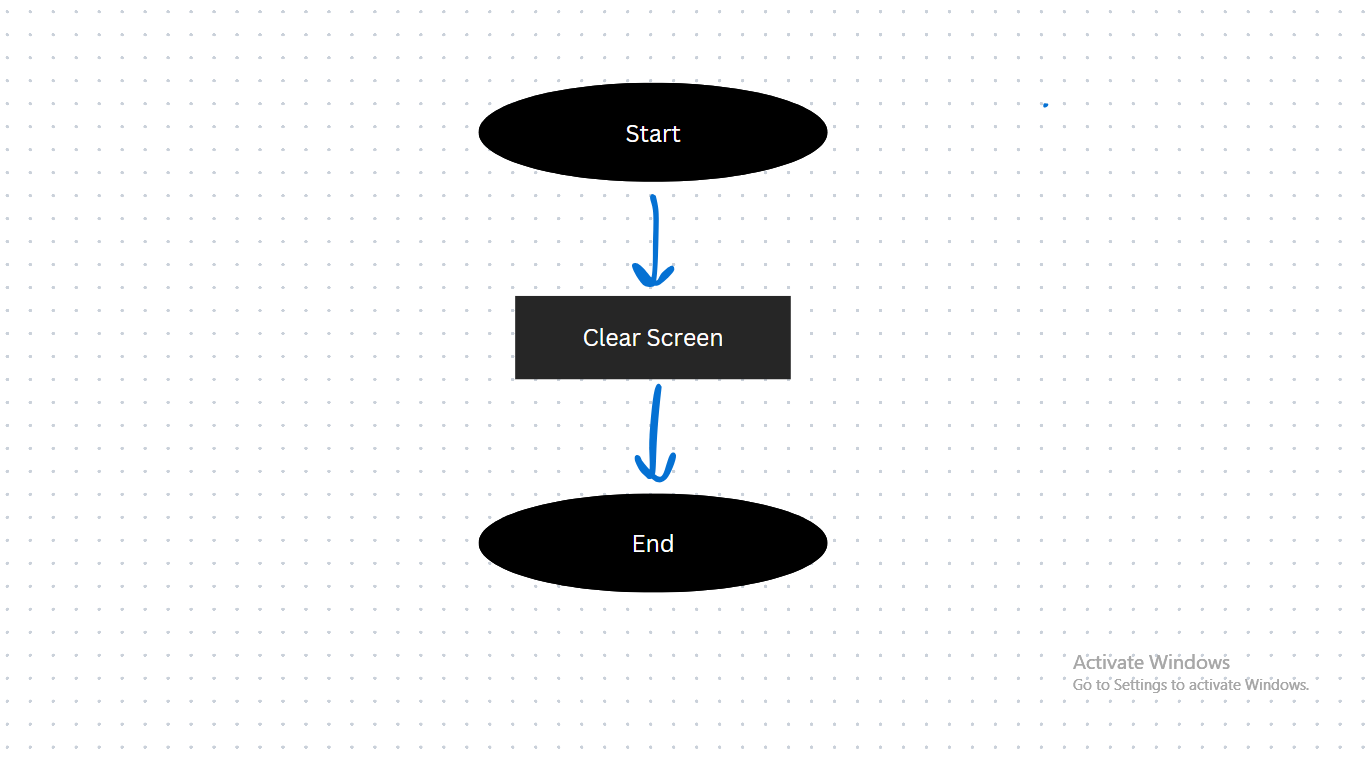 Start
Clear Screen
End
Activate Windows
Go to Settings to activate Windows.